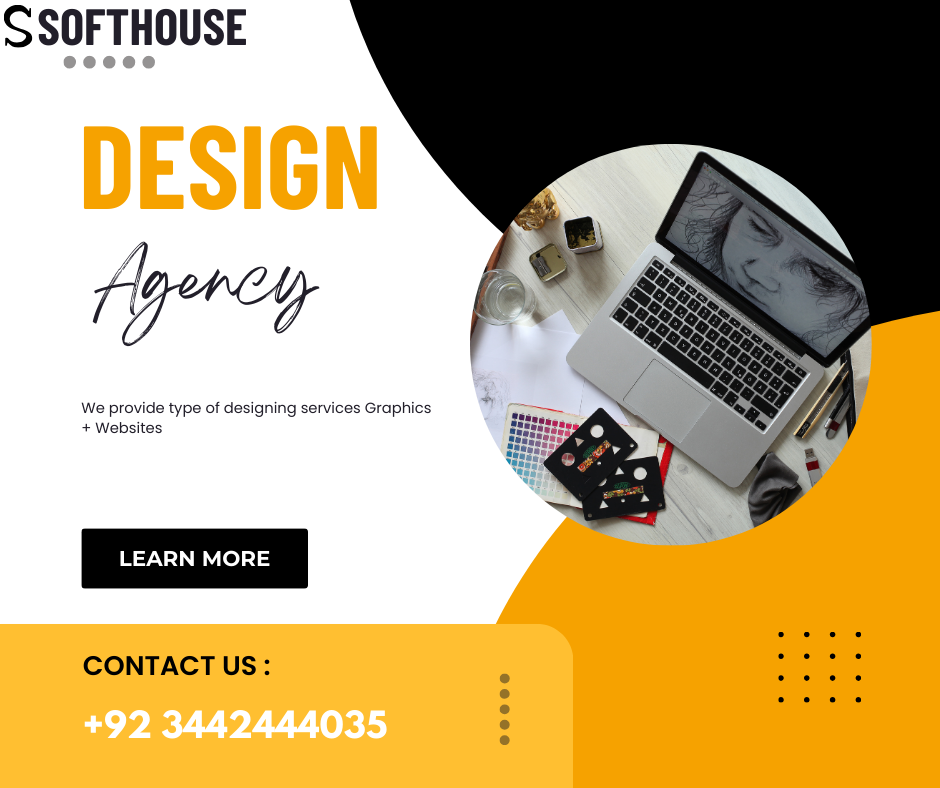 S SOFTHOUSE
DESIGN
Agency
We provide type of designing services Graphics
+ Websites
LEARN MORE
CONTACT US :
+92 3442444035